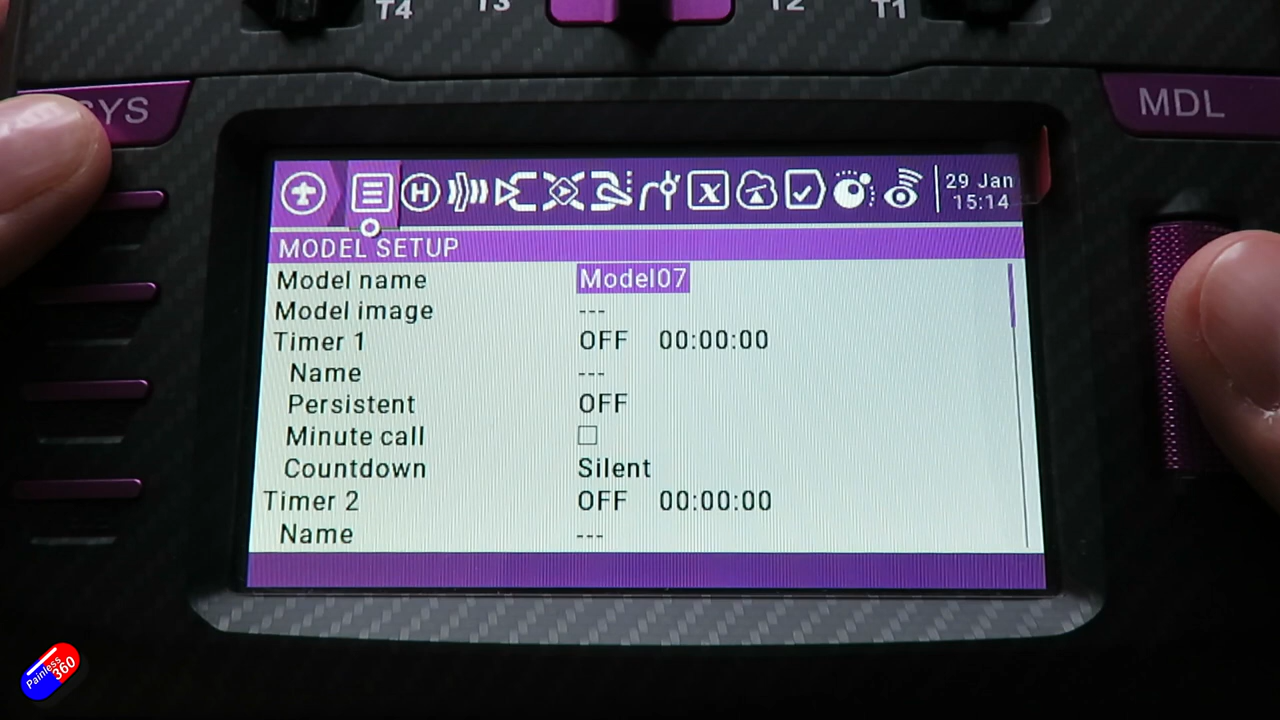 T4 T3 T2 T1
SYS
MDL
29 Jan
15:14
MODEL SETUP
Model name Model07
Model image ---
Timer 1 OFF 00:00:00
Name ---
Persistent OFF
Minute call
Countdown Silent
Timer 2 OFF 00:00:00
Name ---
Painless
360